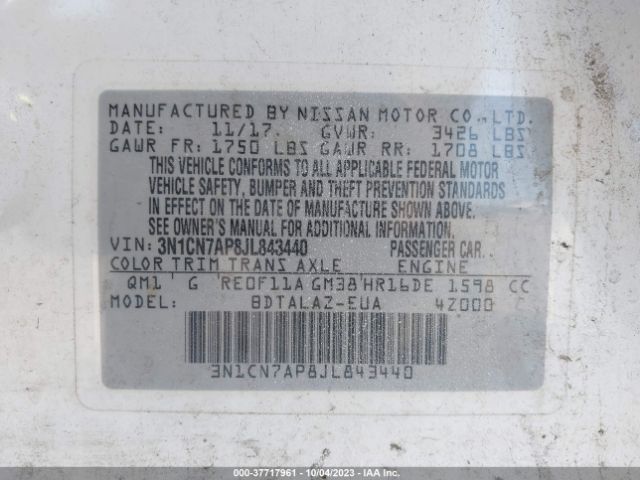 MANUFACTURED BY NISSAN MOTOR CO., LTD.
DATE: 11/17 GVWR: 3426 LBS
GAWR FR: 1750 LBS GAWR RR: 1708 LBS
THIS VEHICLE CONFORMS TO ALL APPLICABLE FEDERAL MOTOR
VEHICLE SAFETY, BUMPER AND THEFT PREVENTION STANDARDS
IN EFFECT ON THE DATE OF MANUFACTURE SHOWN ABOVE.
SEE OWNER'S MANUAL FOR ADDITIONAL INFORMATION.
VIN: 3N1CN7AP8JL843440 PASSENGER CAR
COLOR TRIM TRANS AXLE ENGINE
QM1 G RE0F11A GM38 HR16DE 1598 CC
MODEL: BDTALAZ-EUA 42000 C
3N1CN7AP8JL843440
000-37717961 - 10/04/2023 - IAA Inc.